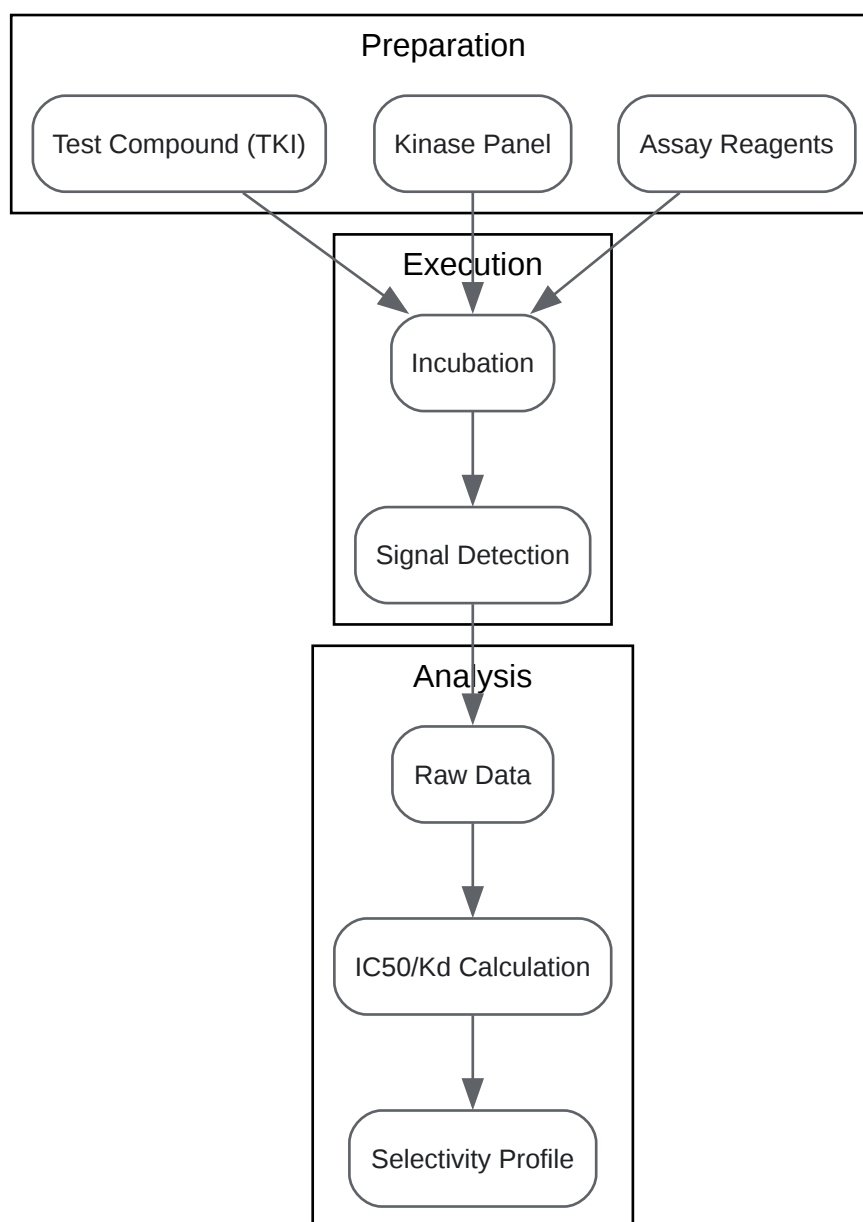 Preparation
Test Compound (TKI)
Kinase Panel
Assay Reagents
Execution
Incubation
Signal Detection
Analysis
Raw Data
IC50/Kd Calculation
Selectivity Profile